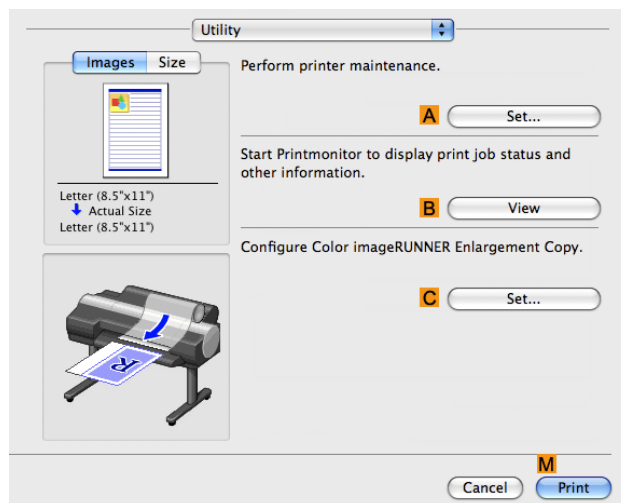 Utility
Images Size
Letter (8.5"x11")
Actual Size
Letter (8.5"x11")
R
Perform printer maintenance.
A Set...
Start Printmonitor to display print job status and
other information.
B View
Configure Color imageRUNNER Enlargement Copy.
C Set...
M
Cancel Print